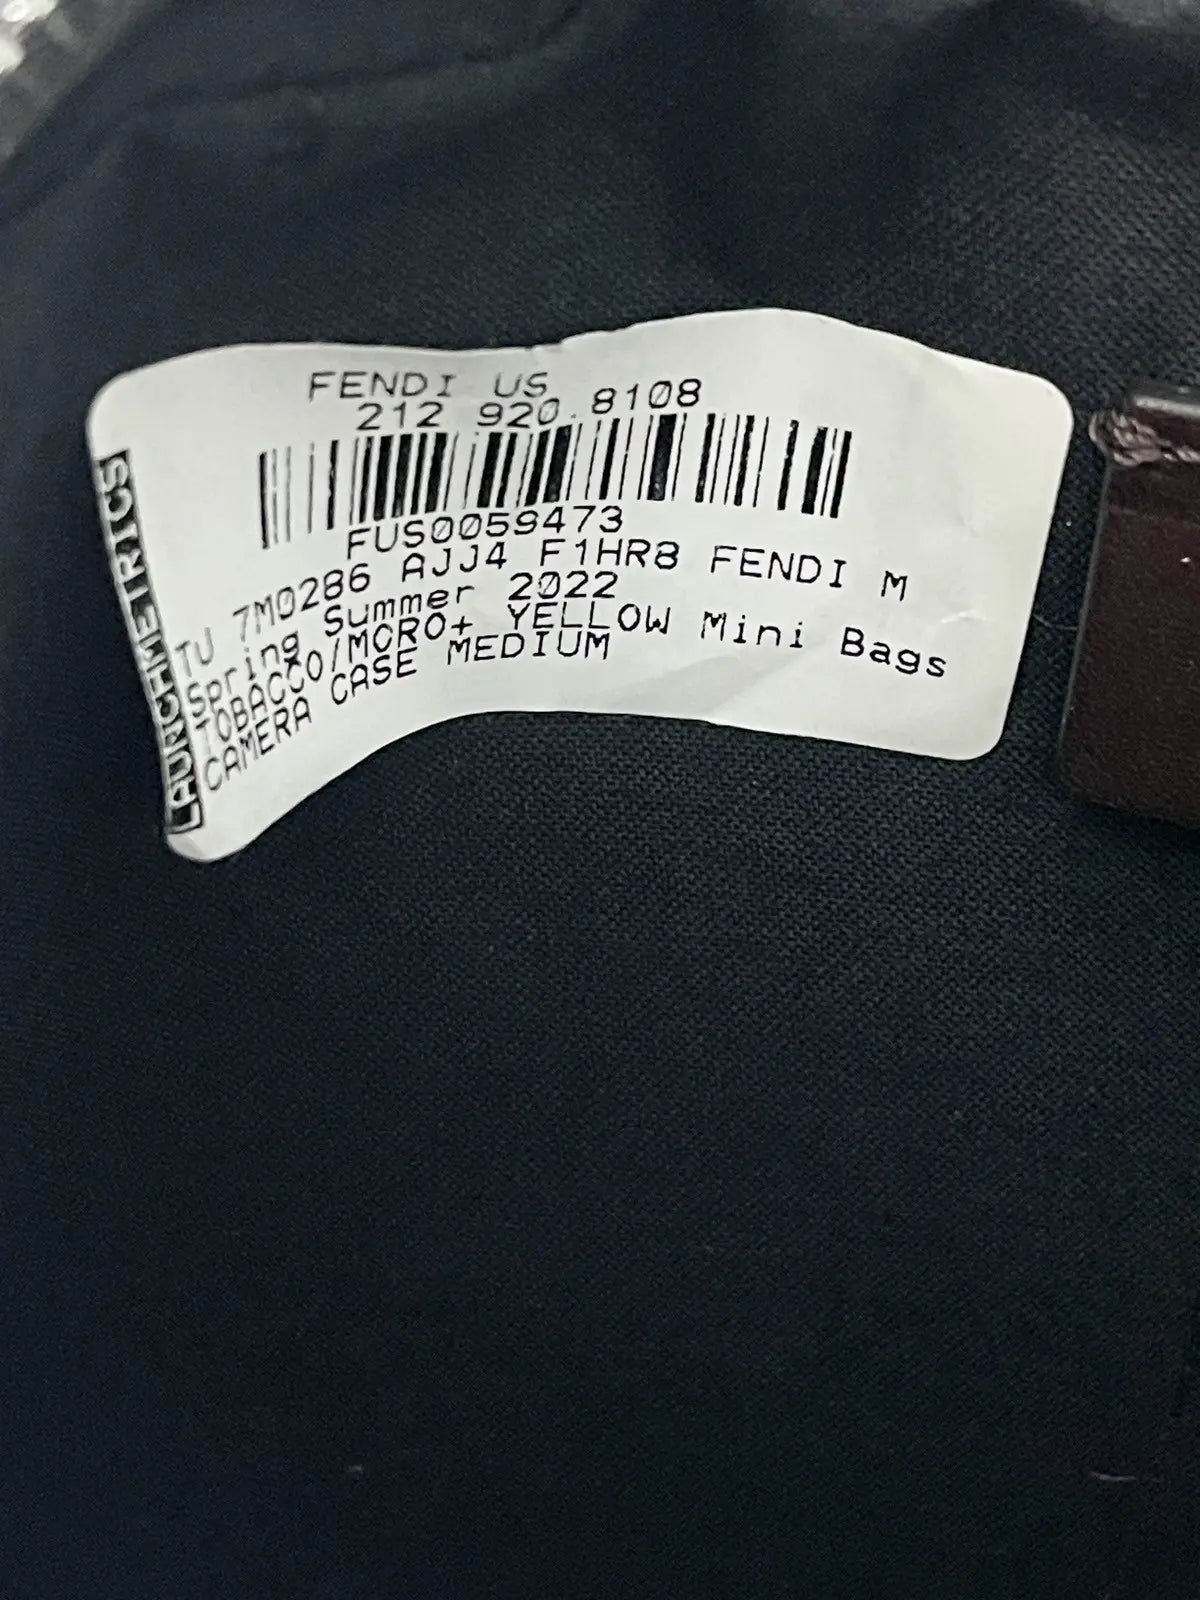 FENDI US
212 920.8108
FUS0059473
TU 7M0286 AJJ4 F1HR8 FENDI M
Spring Summer 2022
TOBACCO/MORO+ YELLOW Mini Bags
CAMERA CASE MEDIUM
LAUNCHMETRICS